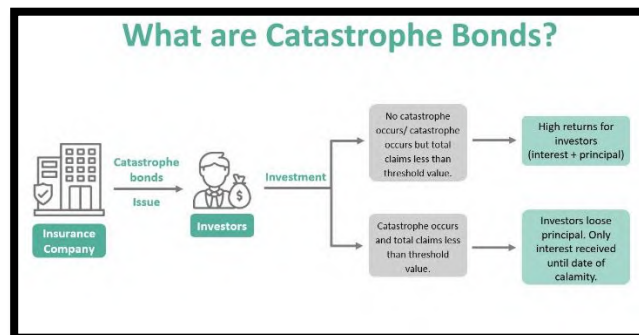 What are Catastrophe Bonds?
Catastrophe
bonds
Issue
Insurance
Company
Investors
Investment
No catastrophe
occurs/ catastrophe
occurs but total
claims less than
threshold value.
High returns for
investors
(interest + principal)
Catastrophe occurs
and total claims less
than threshold
value.
Investors loose
principal. Only
interest received
until date of
calamity.